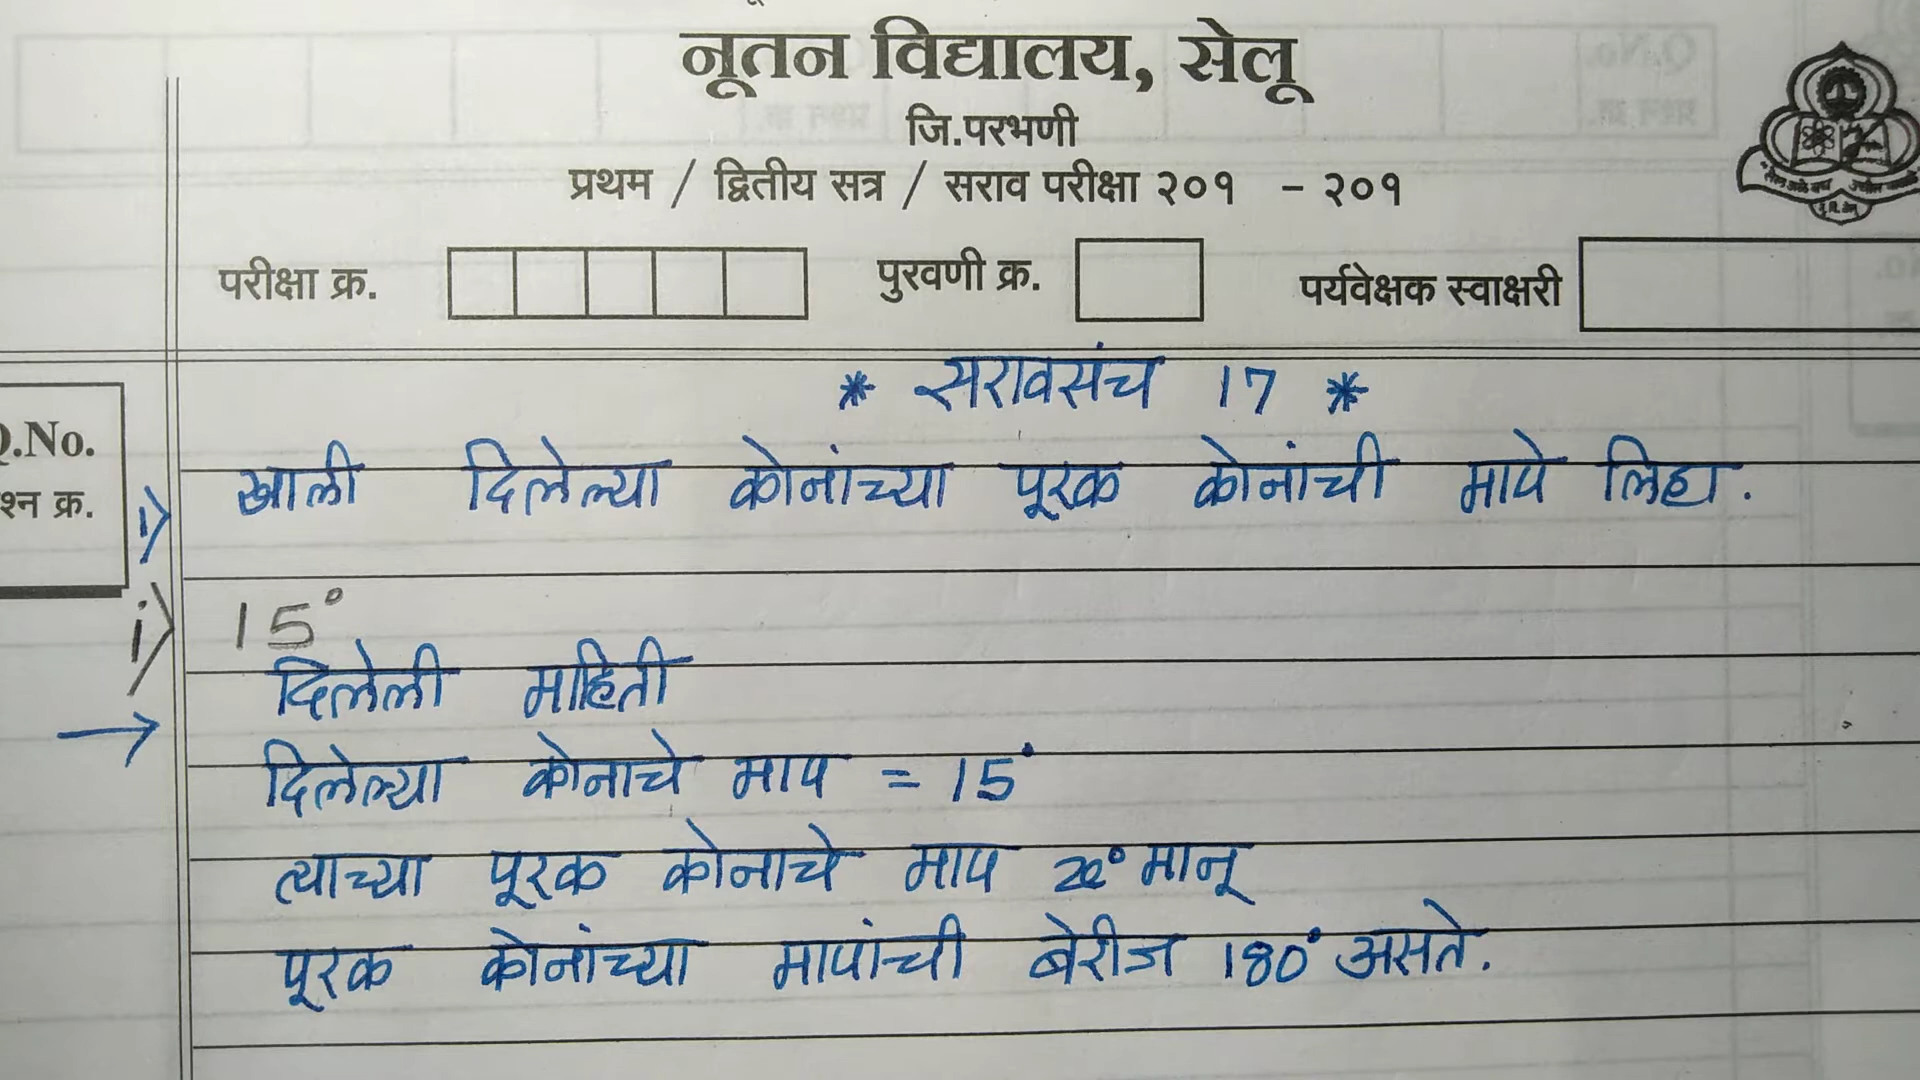 नूतन विद्यालय, सेलू
जि.परभणी
प्रथम / द्वितीय सत्र / सराव परीक्षा २०१ - २०१
परीक्षा क्र. पुरवणी क्र. पर्यवेक्षक स्वाक्षरी
* सरावसंच 17 *
Q.No.
श्न क्र.
1) खाली दिलेल्या कोनांच्या पूरक कोनांची मापे लिहा.
i) 15°
दिलेली माहिती
→ दिलेल्या कोनाचे माप = 15°
त्याच्या पूरक कोनाचे माप x° मानू
पूरक कोनांच्या मापांची बेरीज 180° असते.